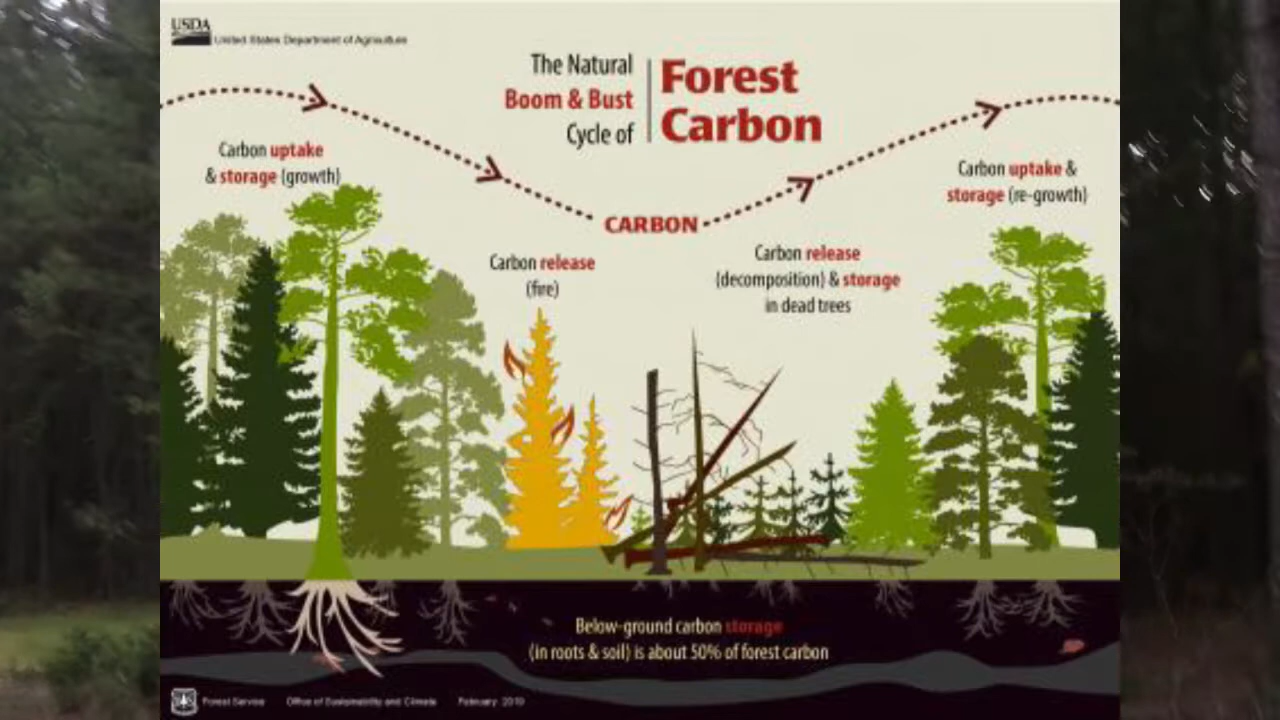 USDA
United States Department of Agriculture
The Natural
Boom & Bust
Cycle of
Forest
Carbon
Carbon uptake
& storage (growth)
Carbon uptake &
storage (re-growth)
CARBON
Carbon release
(fire)
Carbon release
(decomposition) & storage
in dead trees
Below-ground carbon storage
(in roots & soil) is about 50% of forest carbon
Forest Service Office of Sustainability and Climate February 2019